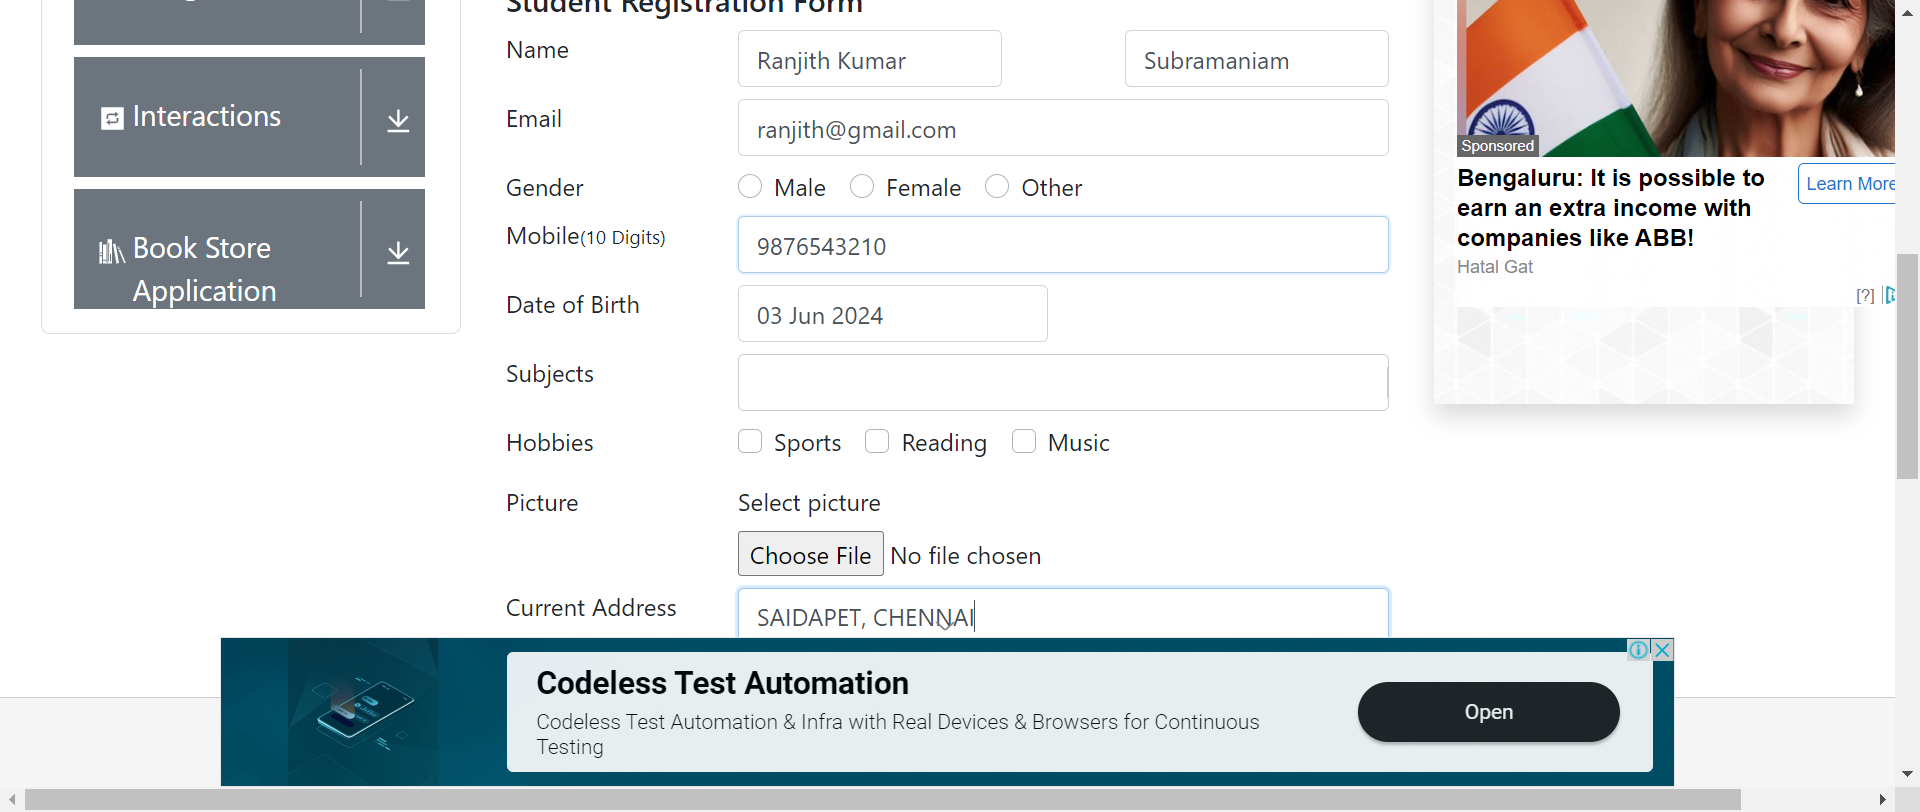 Student Registration Form
Name
Ranjith Kumar
Subramaniam
Email
ranjith@gmail.com
Gender
Male
Female
Other
Mobile(10 Digits)
9876543210
Date of Birth
03 Jun 2024
Subjects
Hobbies
Sports
Reading
Music
Picture
Select picture
Choose File
No file chosen
Current Address
SAIDAPET, CHENNAI
Interactions
Book Store
Application
Sponsored
Bengaluru: It is possible to
earn an extra income with
companies like ABB!
Hatal Gat
Learn More
[?]
Codeless Test Automation
Codeless Test Automation & Infra with Real Devices & Browsers for Continuous
Testing
Open